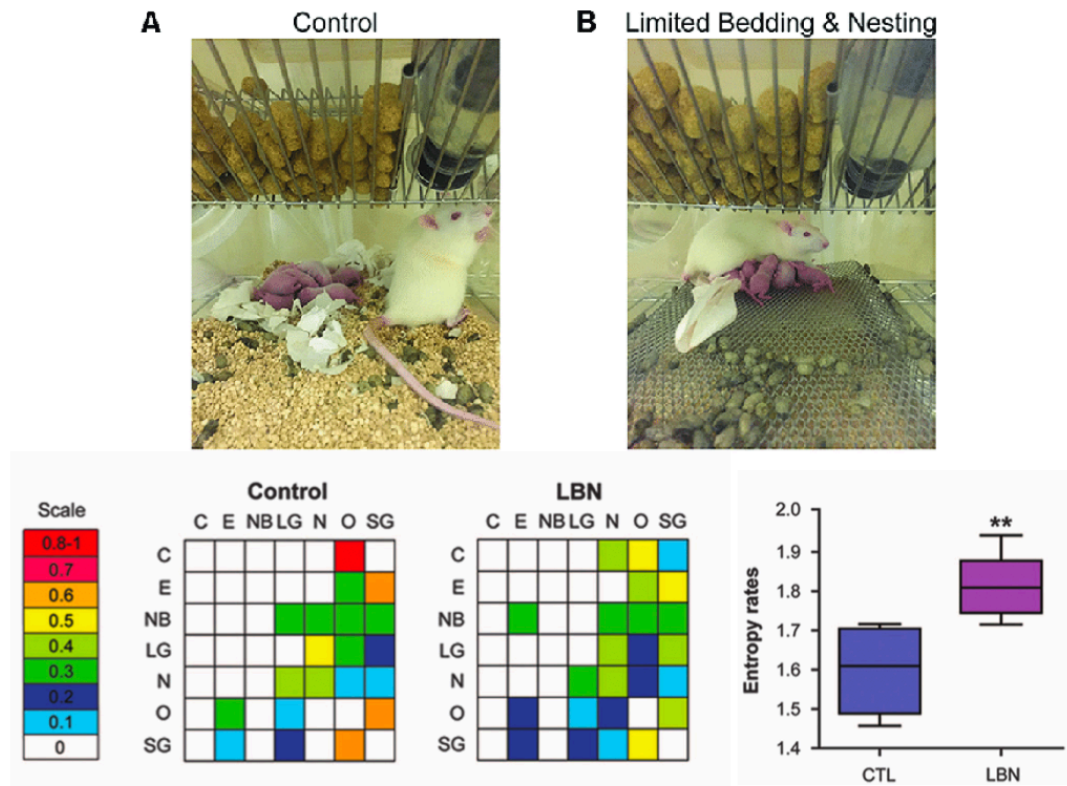 A Control
B Limited Bedding & Nesting
Scale
0.8-1
0.7
0.6
0.5
0.4
0.3
0.2
0.1
0
Control
C E NB LG N O SG
C
E
NB
LG
N
O
SG
LBN
C E NB LG N O SG
C
E
NB
LG
N
O
SG
Entropy rates
2.0
1.9
1.8
1.7
1.6
1.5
1.4
**
CTL LBN